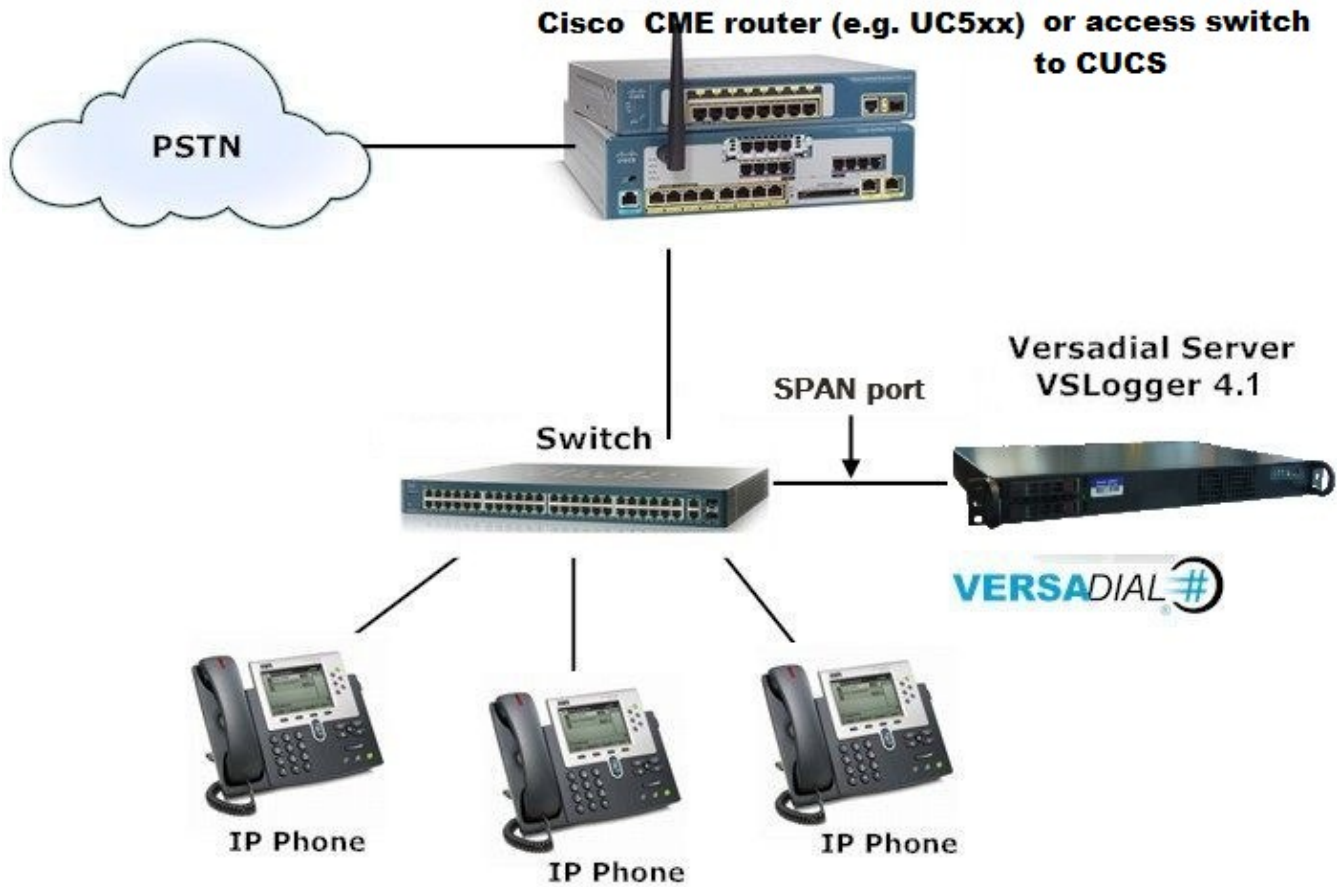 Cisco CME router (e.g. UC5xx) or access switch
to CUCS
PSTN
Versadial Server
VSLogger 4.1
SPAN port
Switch
VERSADIAL #
®
IP Phone
IP Phone
IP Phone